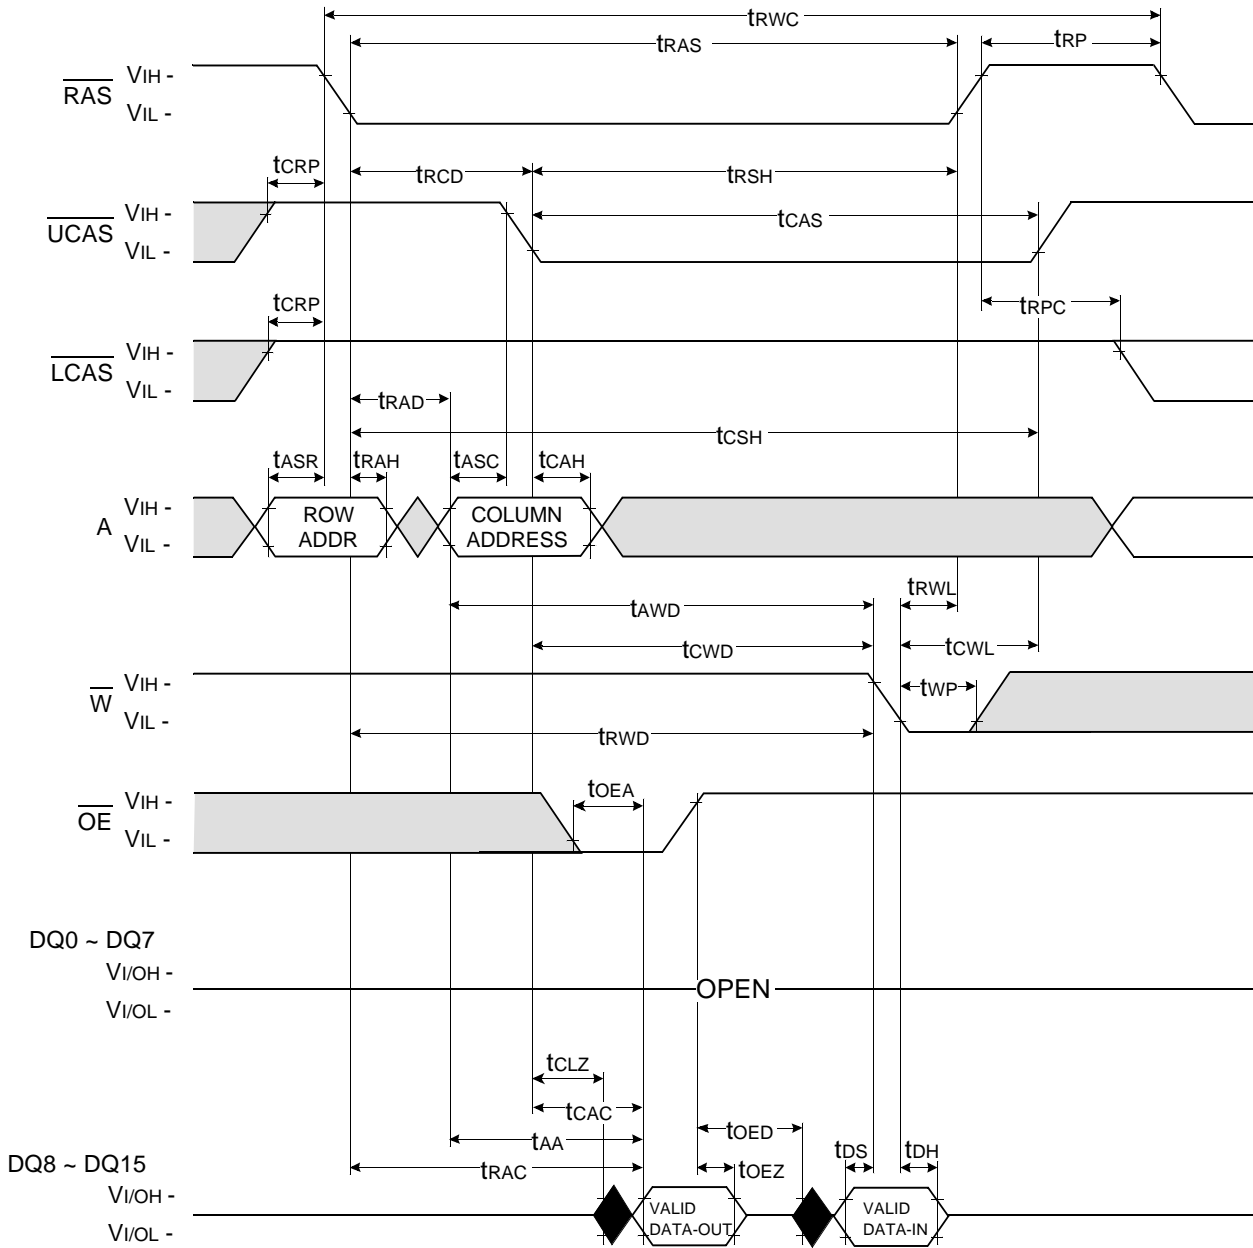 tRWC
tRAS
tRP
RAS
VIH -
VIL -
tCRP
tRCD
tRSH
UCAS
VIH -
VIL -
tCAS
tCRP
tRPC
LCAS
VIH -
VIL -
tRAD
tCSH
tASR
tRAH
tASC
tCAH
A
VIH -
VIL -
ROW
ADDR
COLUMN
ADDRESS
tRWL
tAWD
tCWD
tCWL
W
VIH -
VIL -
tWP
tRWD
OE
VIH -
VIL -
tOEA
DQ0 ~ DQ7
VI/OH -
VI/OL -
OPEN
tCLZ
tCAC
tOED
tAA
tDS
tDH
tRAC
tOEZ
DQ8 ~ DQ15
VI/OH -
VI/OL -
VALID
DATA-OUT
VALID
DATA-IN